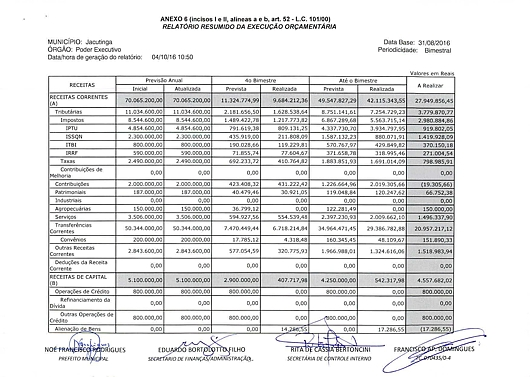 ANEXO 6 (incisos I e II, alíneas a e b, art. 52 - L.C. 101/00)
RELATÓRIO RESUMIDO DA EXECUÇÃO ORÇAMENTÁRIA
MUNICÍPIO: Jacutinga Data Base: 31/08/2016
ÓRGÃO: Poder Executivo Periodicidade: Bimestral
Data/hora de geração do relatório: 04/10/16 10:50
Valores em Reais
RECEITAS Previsão Anual 4o Bimestre Até o Bimestre A Realizar
Inicial Atualizada Prevista Realizada Prevista Realizada
RECEITAS CORRENTES (A) 70.065.200,00 70.065.200,00 11.324.774,99 9.684.212,36 49.547.827,29 42.115.343,55 27.949.856,45
Tributárias 11.034.600,00 11.034.600,00 2.181.656,50 1.628.538,64 8.751.141,61 7.254.729,23 3.779.870,77
Impostos 8.544.600,00 8.544.600,00 1.489.422,78 1.217.773,82 6.867.289,68 5.563.715,14 2.980.884,86
IPTU 4.854.600,00 4.854.600,00 791.619,38 809.131,25 4.337.730,70 3.934.797,95 919.802,05
ISSQN 2.300.000,00 2.300.000,00 435.919,00 211.808,09 1.587.132,23 880.071,91 1.419.928,09
ITBI 800.000,00 800.000,00 190.028,66 119.229,81 570.767,97 429.849,82 370.150,18
IRRF 590.000,00 590.000,00 71.855,74 77.604,67 371.658,78 318.995,46 271.004,54
Taxas 2.490.000,00 2.490.000,00 692.233,72 410.764,82 1.883.851,93 1.691.014,09 798.985,91
Contribuições de Melhoria 0,00 0,00 0,00 0,00 0,00 0,00 0,00
Contribuições 2.000.000,00 2.000.000,00 423.408,32 431.222,42 1.226.664,96 2.019.305,66 (19.305,66)
Patrimoniais 187.000,00 187.000,00 40.479,46 30.921,05 119.048,84 120.247,62 66.752,38
Industriais 0,00 0,00 0,00 0,00 0,00 0,00 0,00
Agropecuárias 150.000,00 150.000,00 36.799,12 0,00 122.281,49 0,00 150.000,00
Serviços 3.506.000,00 3.506.000,00 594.927,56 554.539,48 2.397.230,93 2.009.662,10 1.496.337,90
Transferências Correntes 50.344.000,00 50.344.000,00 7.470.449,44 6.718.214,84 34.964.471,45 29.386.782,88 20.957.217,12
Convênios 200.000,00 200.000,00 17.785,12 4.318,48 160.345,45 48.109,67 151.890,33
Outras Receitas Correntes 2.843.600,00 2.843.600,00 577.054,59 320.775,93 1.966.988,01 1.324.616,06 1.518.983,94
Deduções da Receita Corrente 0,00 0,00 0,00 0,00 0,00 0,00 0,00
RECEITAS DE CAPITAL (B) 5.100.000,00 5.100.000,00 2.900.000,00 407.717,98 4.250.000,00 542.317,98 4.557.682,02
Operações de Crédito 800.000,00 800.000,00 0,00 0,00 0,00 0,00 800.000,00
Refinanciamento da Dívida 0,00 0,00 0,00 0,00 0,00 0,00 0,00
Outras Operações de Crédito 800.000,00 800.000,00 0,00 0,00 0,00 0,00 800.000,00
Alienação de Bens 0,00 0,00 0,00 14.286,55 0,00 17.286,55 (17.286,55)
NOÉ FRANCISCO RODRIGUES EDUARDO BORTOLOTTO FILHO RITA DE CÁSSIA BERTONCINI FRANCISCO AP. DOMINGUES
PREFEITO MUNICIPAL SECRETÁRIO DE FINANÇAS/ADMINISTRAÇÃO SECRETÁRIA DE CONTROLE INTERNO